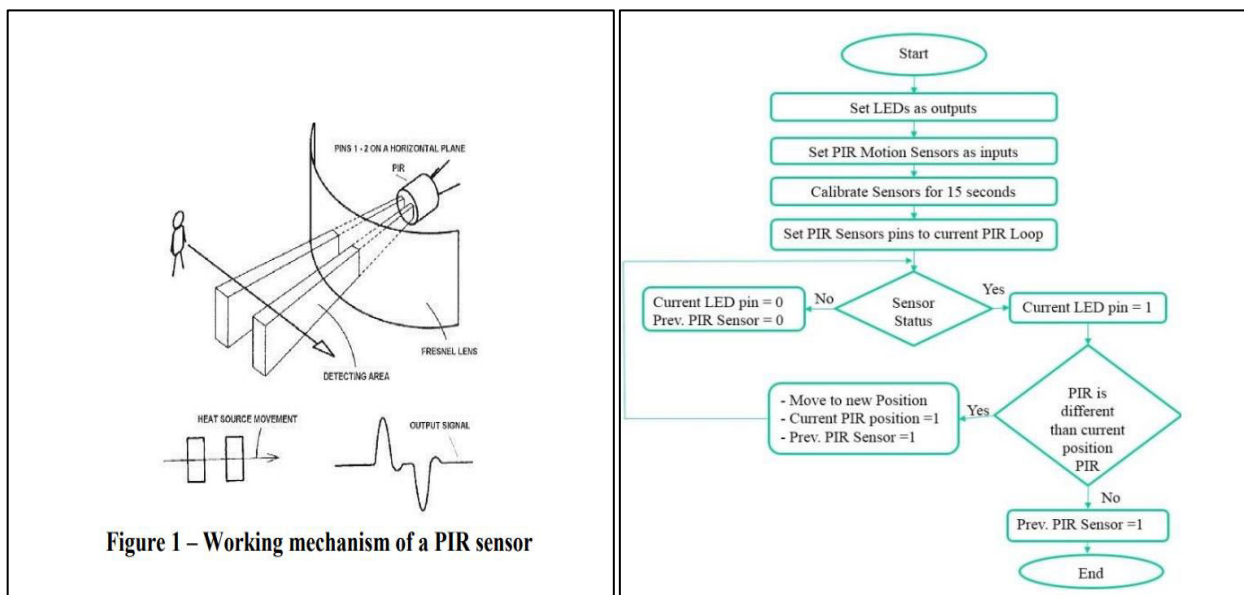 PINS 1 - 2 ON A HORIZONTAL PLANE
PIR
FRESNEL LENS
DETECTING AREA
HEAT SOURCE MOVEMENT
OUTPUT SIGNAL
Figure 1 – Working mechanism of a PIR sensor
Start
Set LEDs as outputs
Set PIR Motion Sensors as inputs
Calibrate Sensors for 15 seconds
Set PIR Sensors pins to current PIR Loop
Sensor
Status
No
Current LED pin = 0
Prev. PIR Sensor = 0
Yes
Current LED pin = 1
PIR is
different
than current
position
PIR
Yes
- Move to new Position
- Current PIR position =1
- Prev. PIR Sensor =1
No
Prev. PIR Sensor =1
End